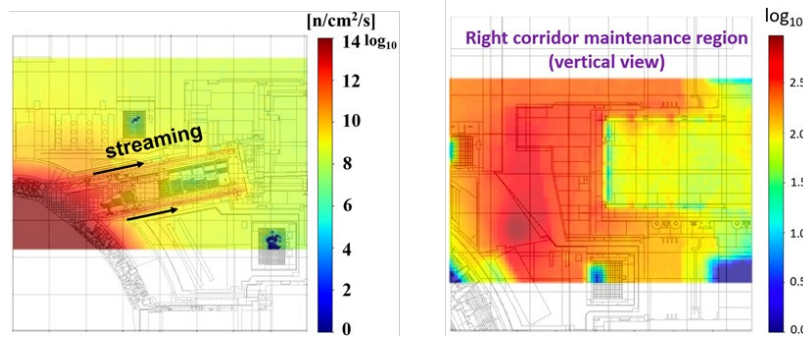 [n/cm²/s]
14 log₁₀
12
10
8
6
4
2
0
streaming
log₁₀
Right corridor maintenance region
(vertical view)
2.5
2.0
1.5
1.0
0.5
0.0